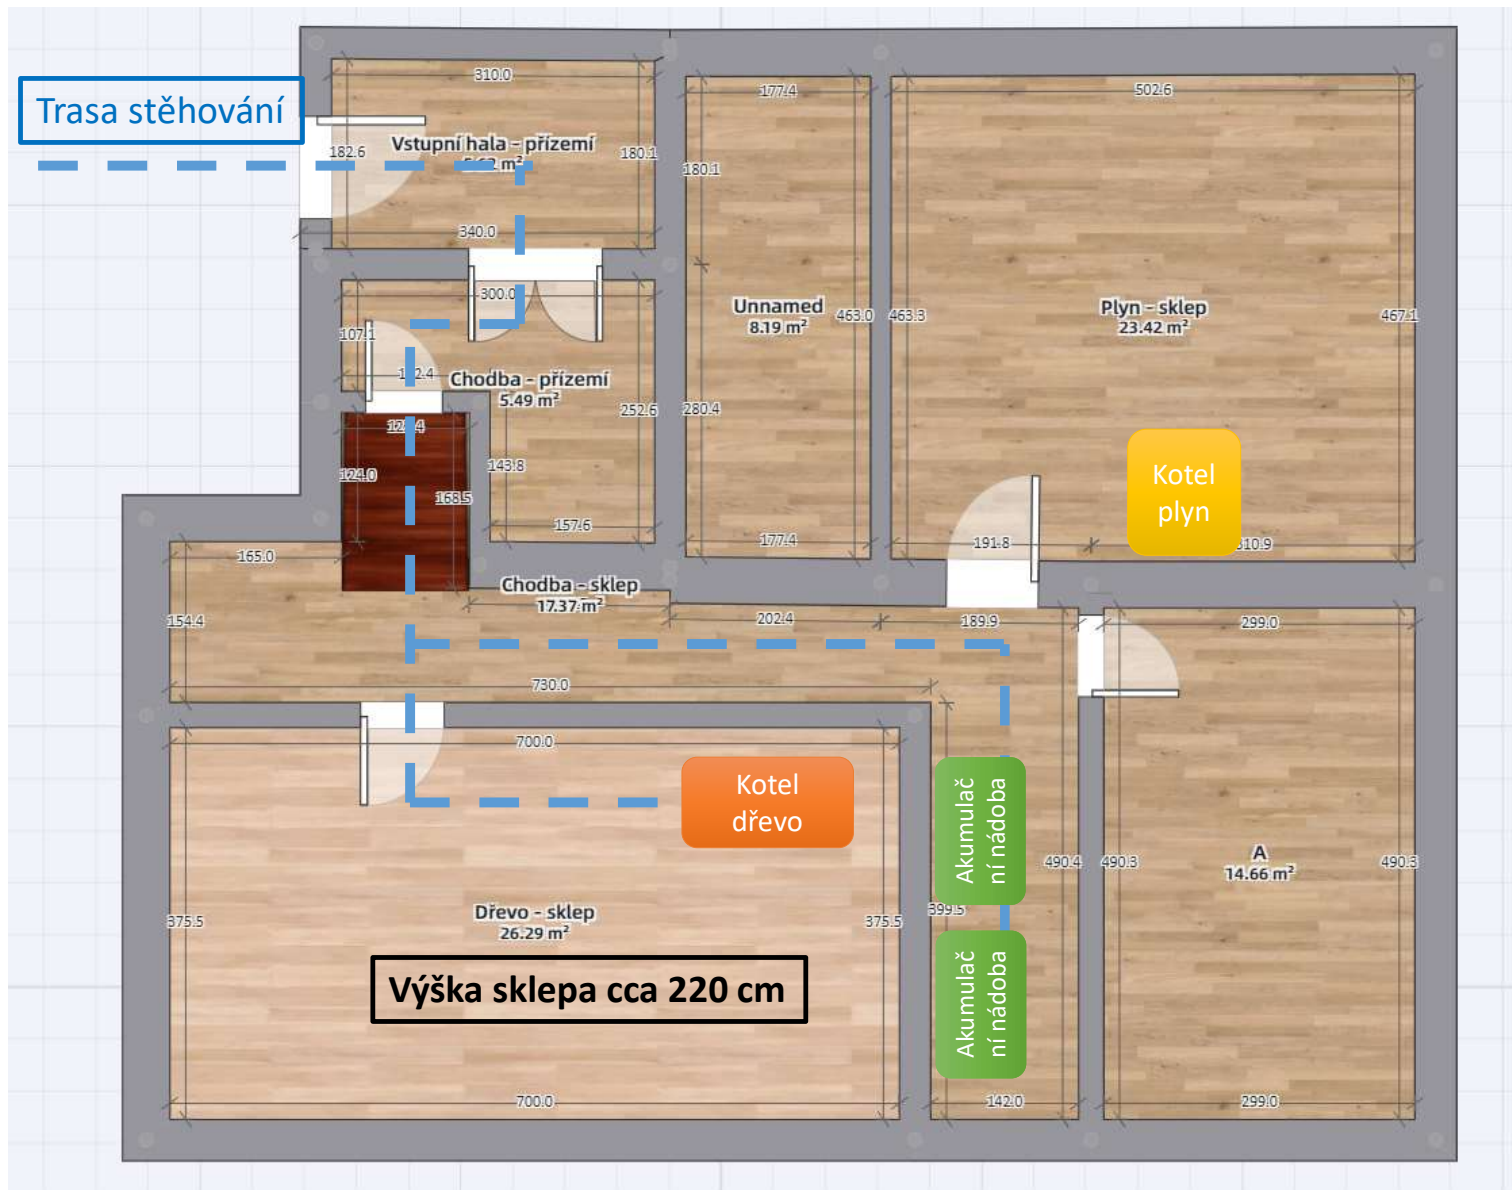 310.0
177.4
502.6
Trasa stěhování
Vstupní hala - přízemí
182.6
180.1
180.1
340.0
300.0
Unnamed
8.19 m²
463.0
463.3
Plyn - sklep
23.42 m²
467.1
107.1
Chodba - přízemí
5.49 m²
252.6
280.4
124.0
168.5
143.8
Kotel
plyn
157.6
177.4
191.8
165.0
Chodba - sklep
17.37 m²
154.4
202.4
189.9
299.0
730.0
700.0
Kotel
dřevo
Akumulač
ní nádoba
490.4
490.3
A
14.66 m²
490.3
375.5
Dřevo - sklep
26.29 m²
375.5
399.5
Výška sklepa cca 220 cm
Akumulač
ní nádoba
700.0
142.0
299.0